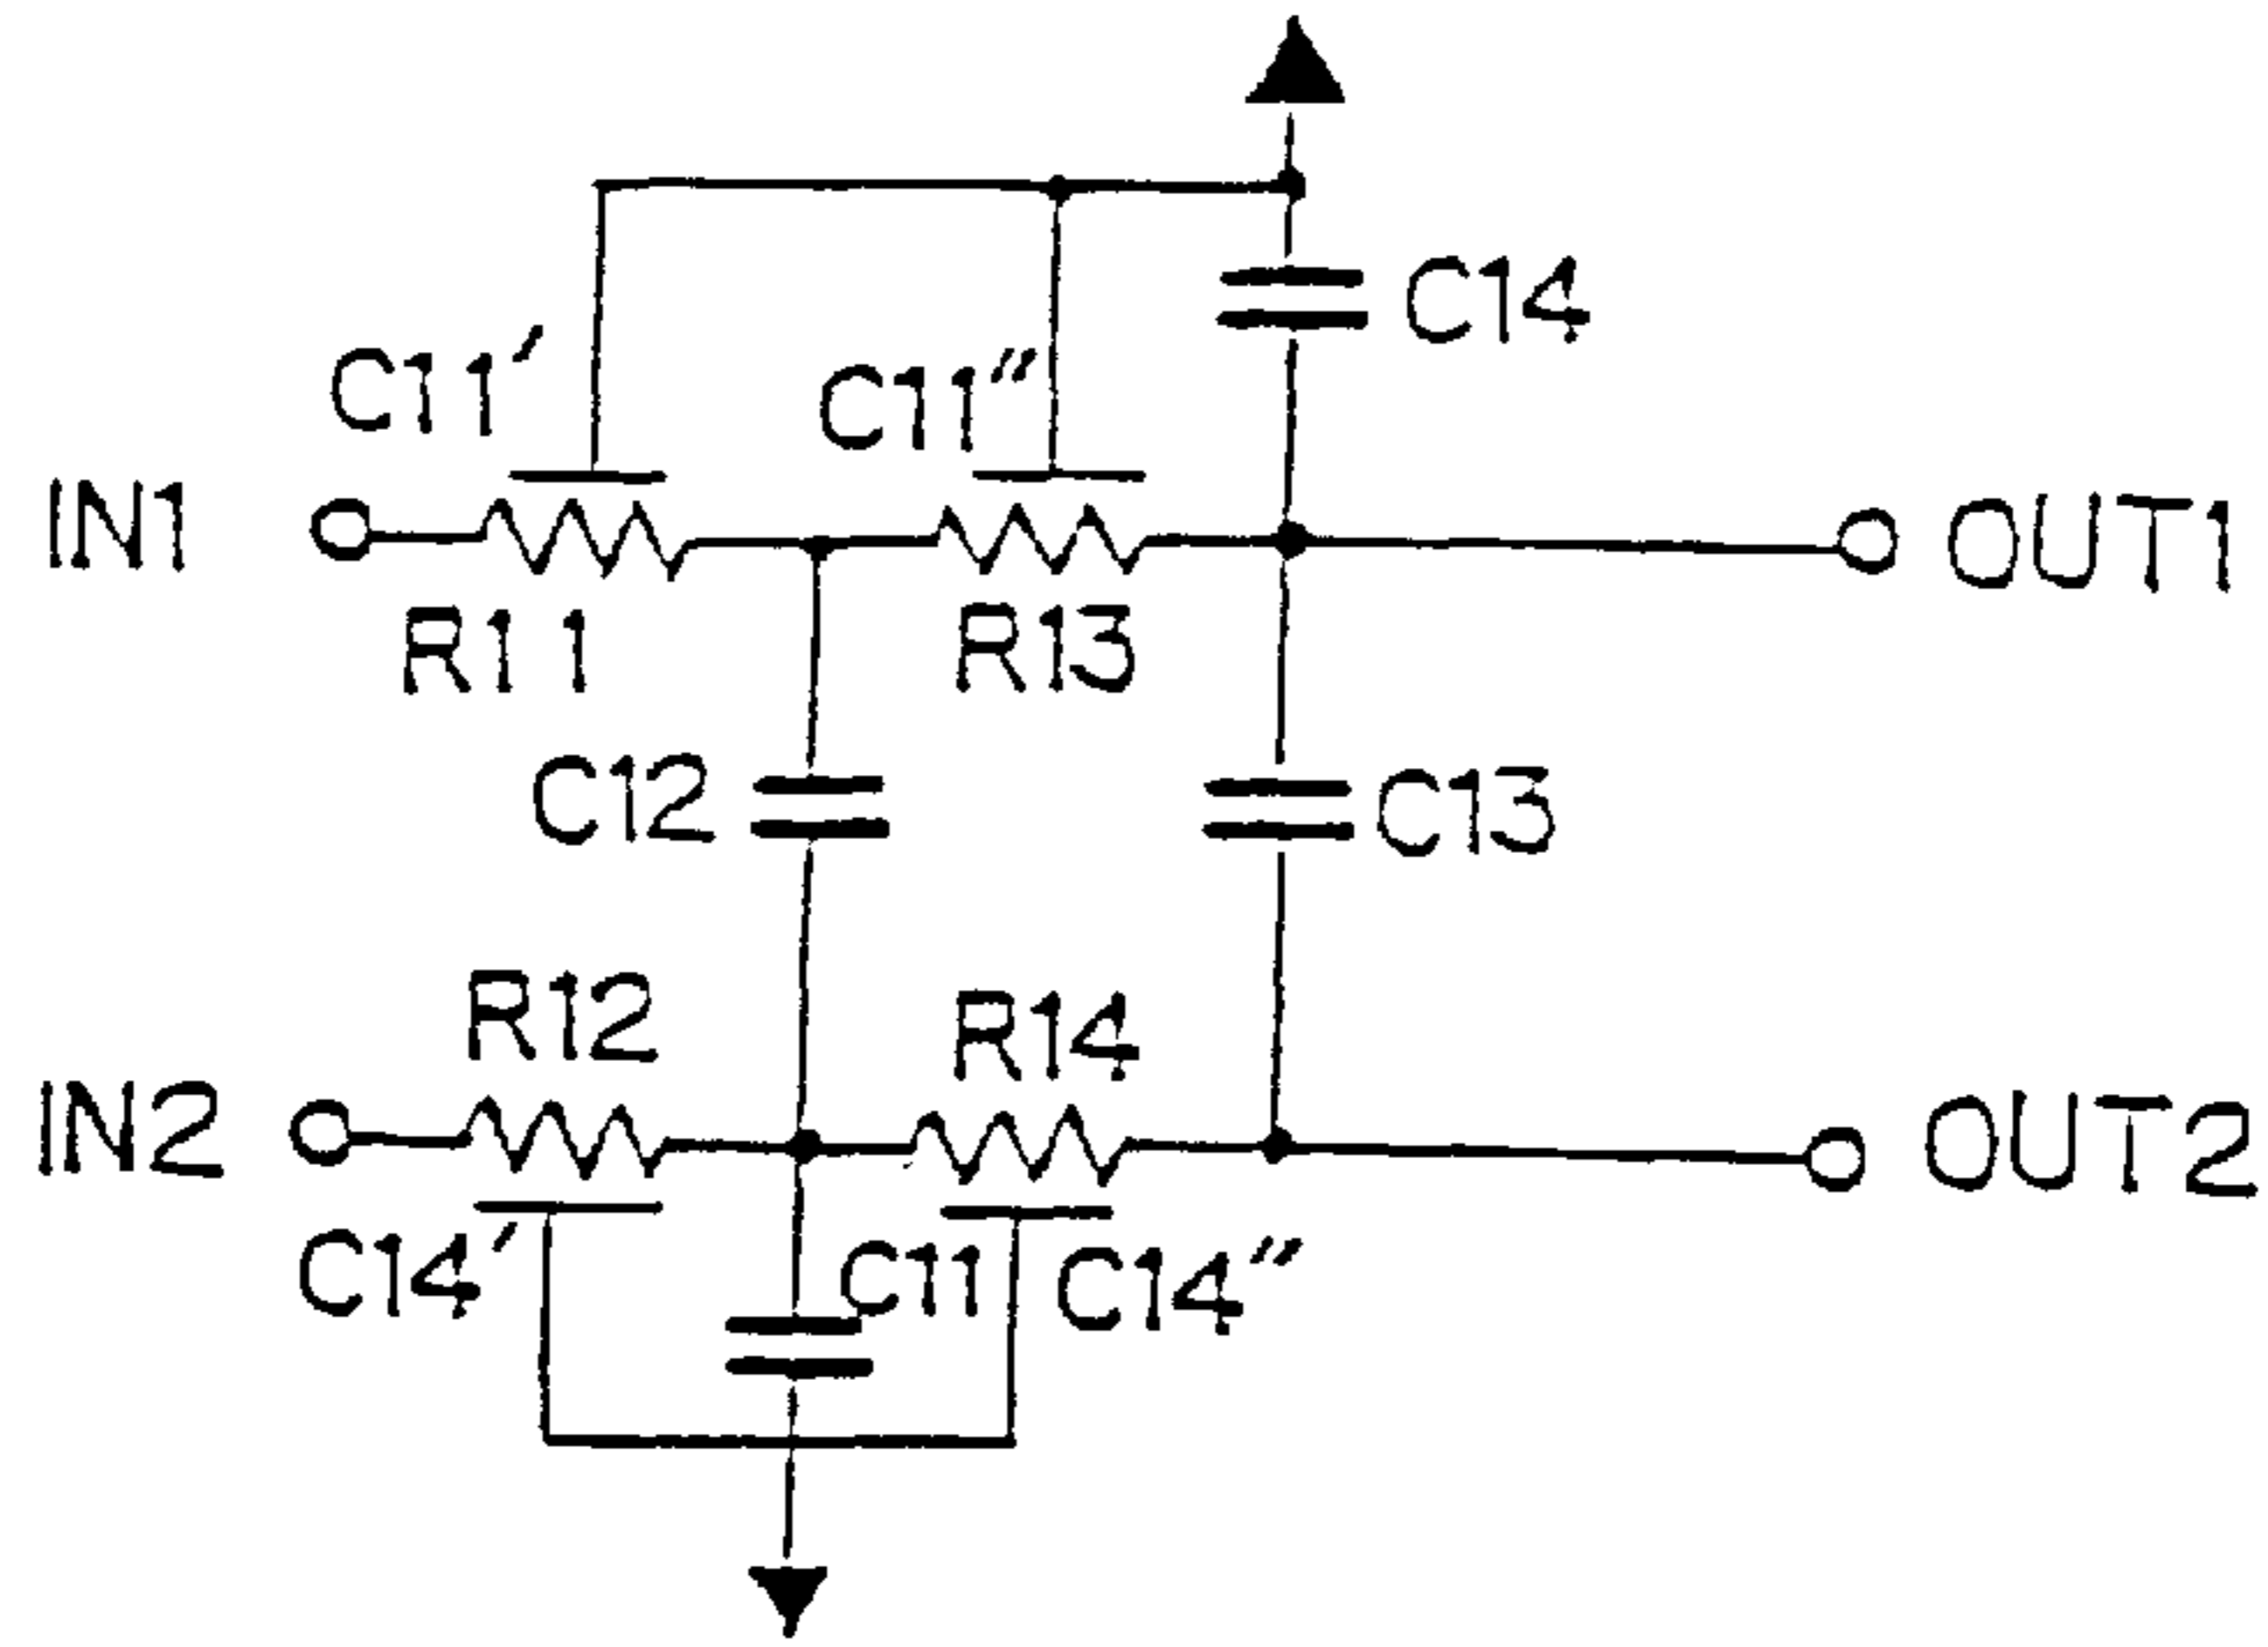 C14
C11′ C11″
IN1 OUT1
R11 R13
C12 C13
R12 R14
IN2 OUT2
C14′ C11 C14″